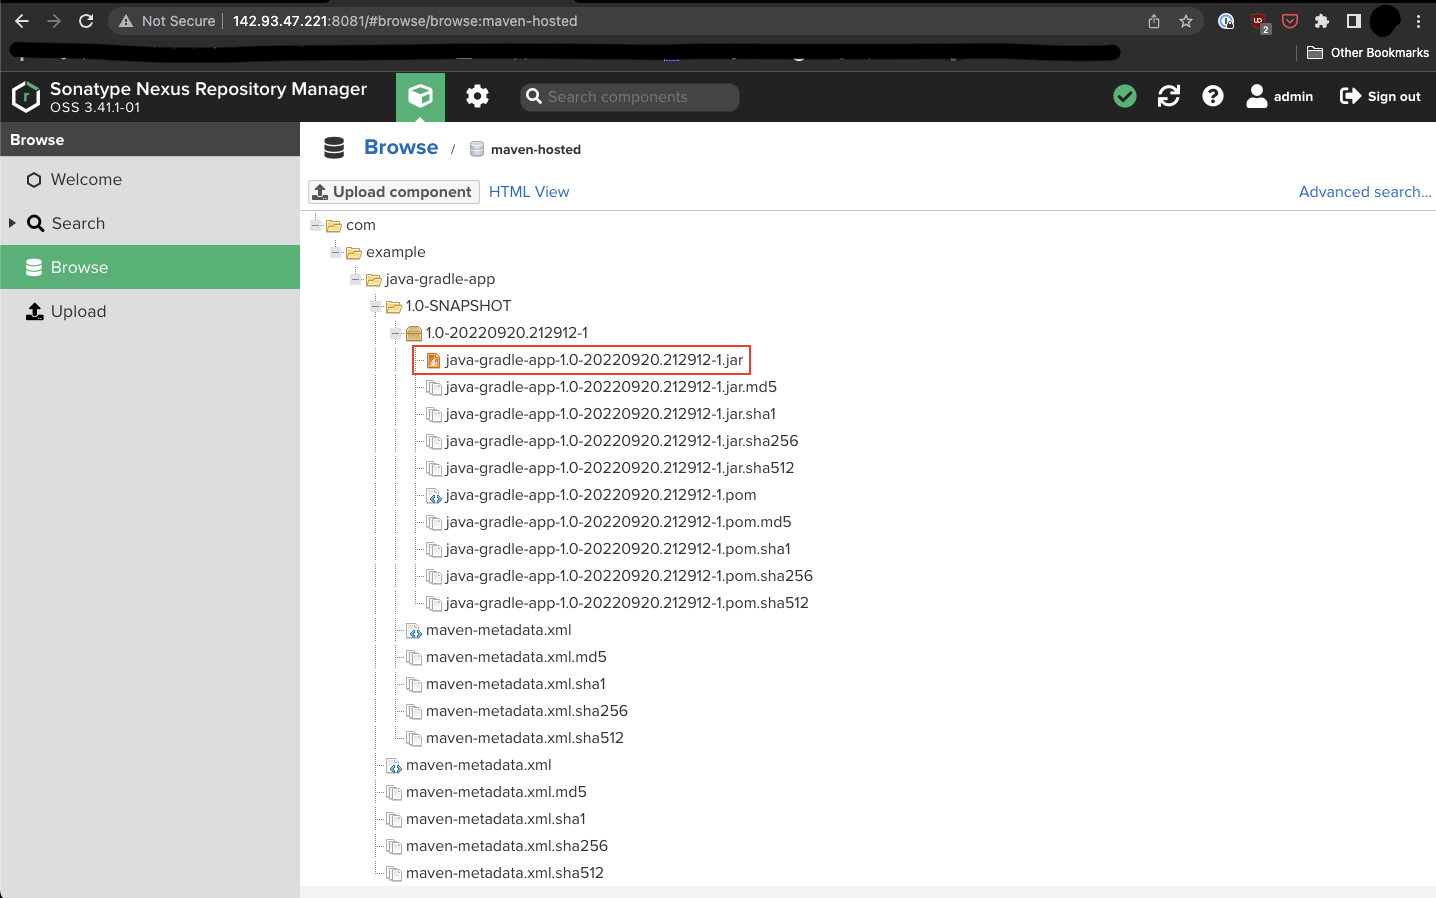 Not Secure 142.93.47.221:8081/#browse/browse:maven-hosted
2
Other Bookmarks
Sonatype Nexus Repository Manager
OSS 3.41.1-01
Search components
admin
Sign out
Browse
Welcome
Search
Browse
Upload
Browse / maven-hosted
Upload component
HTML View
Advanced search...
com
example
java-gradle-app
1.0-SNAPSHOT
1.0-20220920.212912-1
java-gradle-app-1.0-20220920.212912-1.jar
java-gradle-app-1.0-20220920.212912-1.jar.md5
java-gradle-app-1.0-20220920.212912-1.jar.sha1
java-gradle-app-1.0-20220920.212912-1.jar.sha256
java-gradle-app-1.0-20220920.212912-1.jar.sha512
java-gradle-app-1.0-20220920.212912-1.pom
java-gradle-app-1.0-20220920.212912-1.pom.md5
java-gradle-app-1.0-20220920.212912-1.pom.sha1
java-gradle-app-1.0-20220920.212912-1.pom.sha256
java-gradle-app-1.0-20220920.212912-1.pom.sha512
maven-metadata.xml
maven-metadata.xml.md5
maven-metadata.xml.sha1
maven-metadata.xml.sha256
maven-metadata.xml.sha512
maven-metadata.xml
maven-metadata.xml.md5
maven-metadata.xml.sha1
maven-metadata.xml.sha256
maven-metadata.xml.sha512